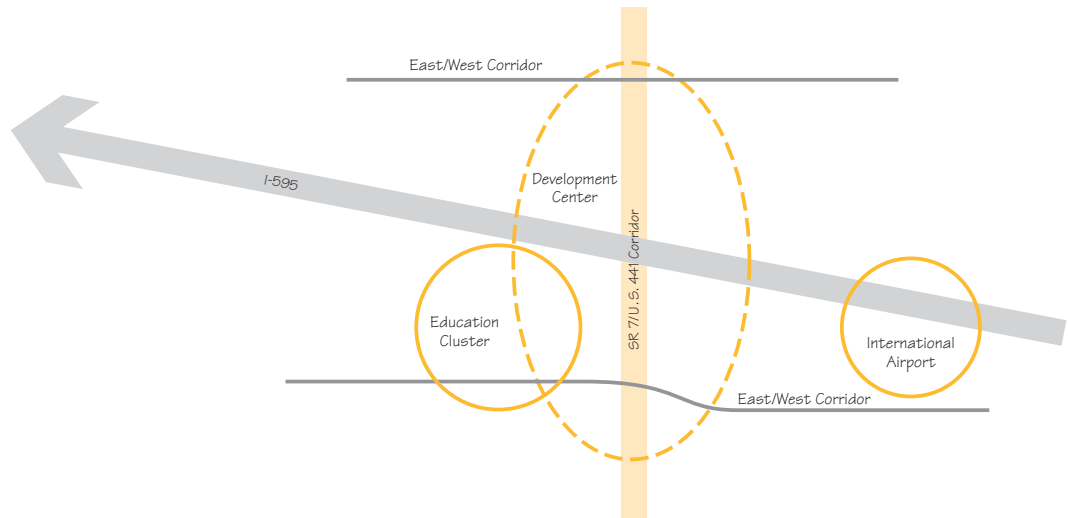 East/West Corridor
I-595
Development
Center
SR 7/U.S. 441 Corridor
Education
Cluster
International
Airport
East/West Corridor